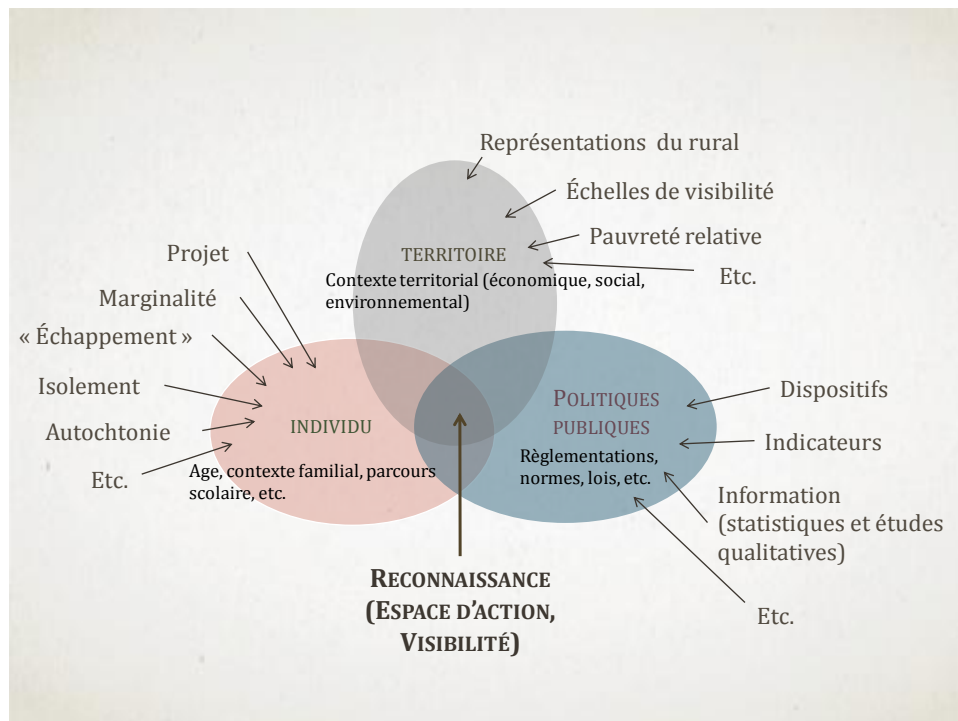 Représentations du rural
Échelles de visibilité
Pauvreté relative
Etc.
TERRITOIRE
Contexte territorial (économique, social,
environnemental)
Projet
Marginalité
« Échappement »
Isolement
Autochtonie
Etc.
INDIVIDU
Age, contexte familial, parcours
scolaire, etc.
POLITIQUES
PUBLIQUES
Règlementations,
normes, lois, etc.
Dispositifs
Indicateurs
Information
(statistiques et études
qualitatives)
Etc.
RECONNAISSANCE
(ESPACE D'ACTION,
VISIBILITÉ)